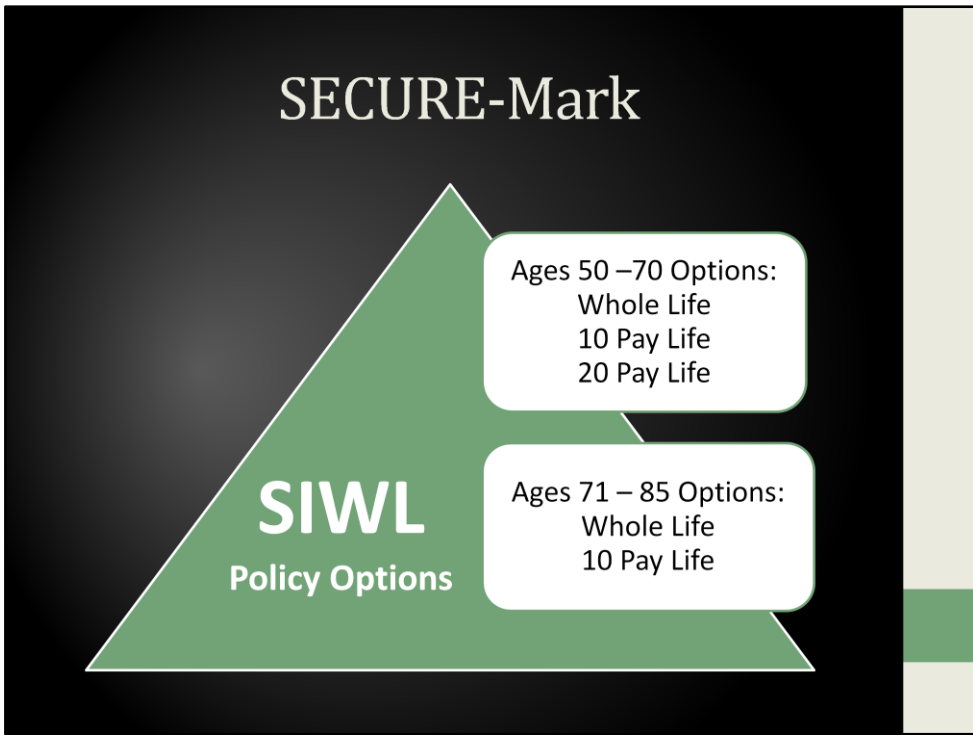 SECURE-Mark
Ages 50 –70 Options:
Whole Life
10 Pay Life
20 Pay Life
SIWL
Policy Options
Ages 71 – 85 Options:
Whole Life
10 Pay Life